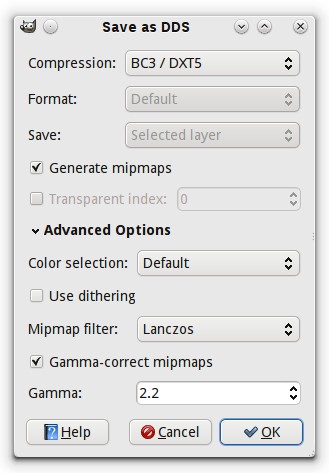 Save as DDS
Compression: BC3 / DXT5
Format: Default
Save: Selected layer
Generate mipmaps
Transparent index: 0
Advanced Options
Color selection: Default
Use dithering
Mipmap filter: Lanczos
Gamma-correct mipmaps
Gamma: 2.2
Help Cancel OK